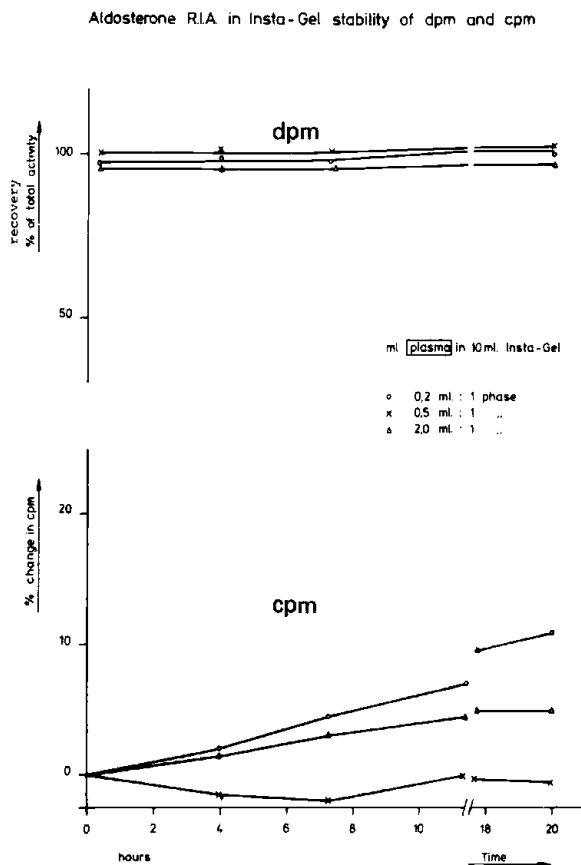 Aldosterone R.I.A. in Insta-Gel stability of dpm and cpm
dpm
100
50
recovery
% of total activity
ml plasma in 10 ml. Insta-Gel
o 0,2 ml. : 1 phase
x 0,5 ml. : 1 ,,
△ 2,0 ml. : 1 ,,
% change in cpm
20
cpm
10
0
0 2 4 6 8 10 18 20
hours
Time